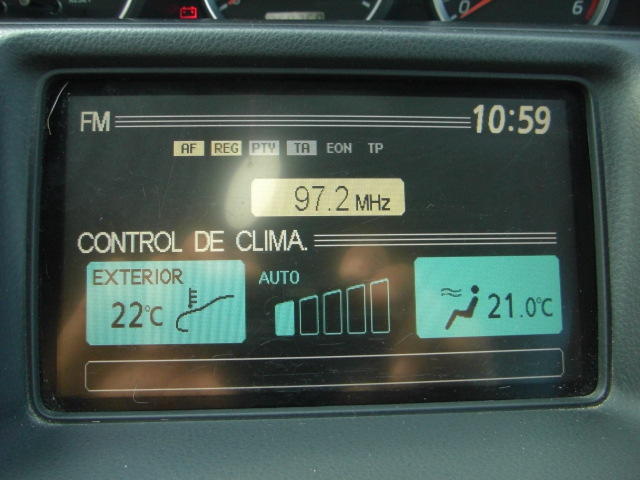 6
FM 10:59
AF REG PTY TA EON TP
97.2 MHz
CONTROL DE CLIMA.
EXTERIOR AUTO
22°C 21.0°C